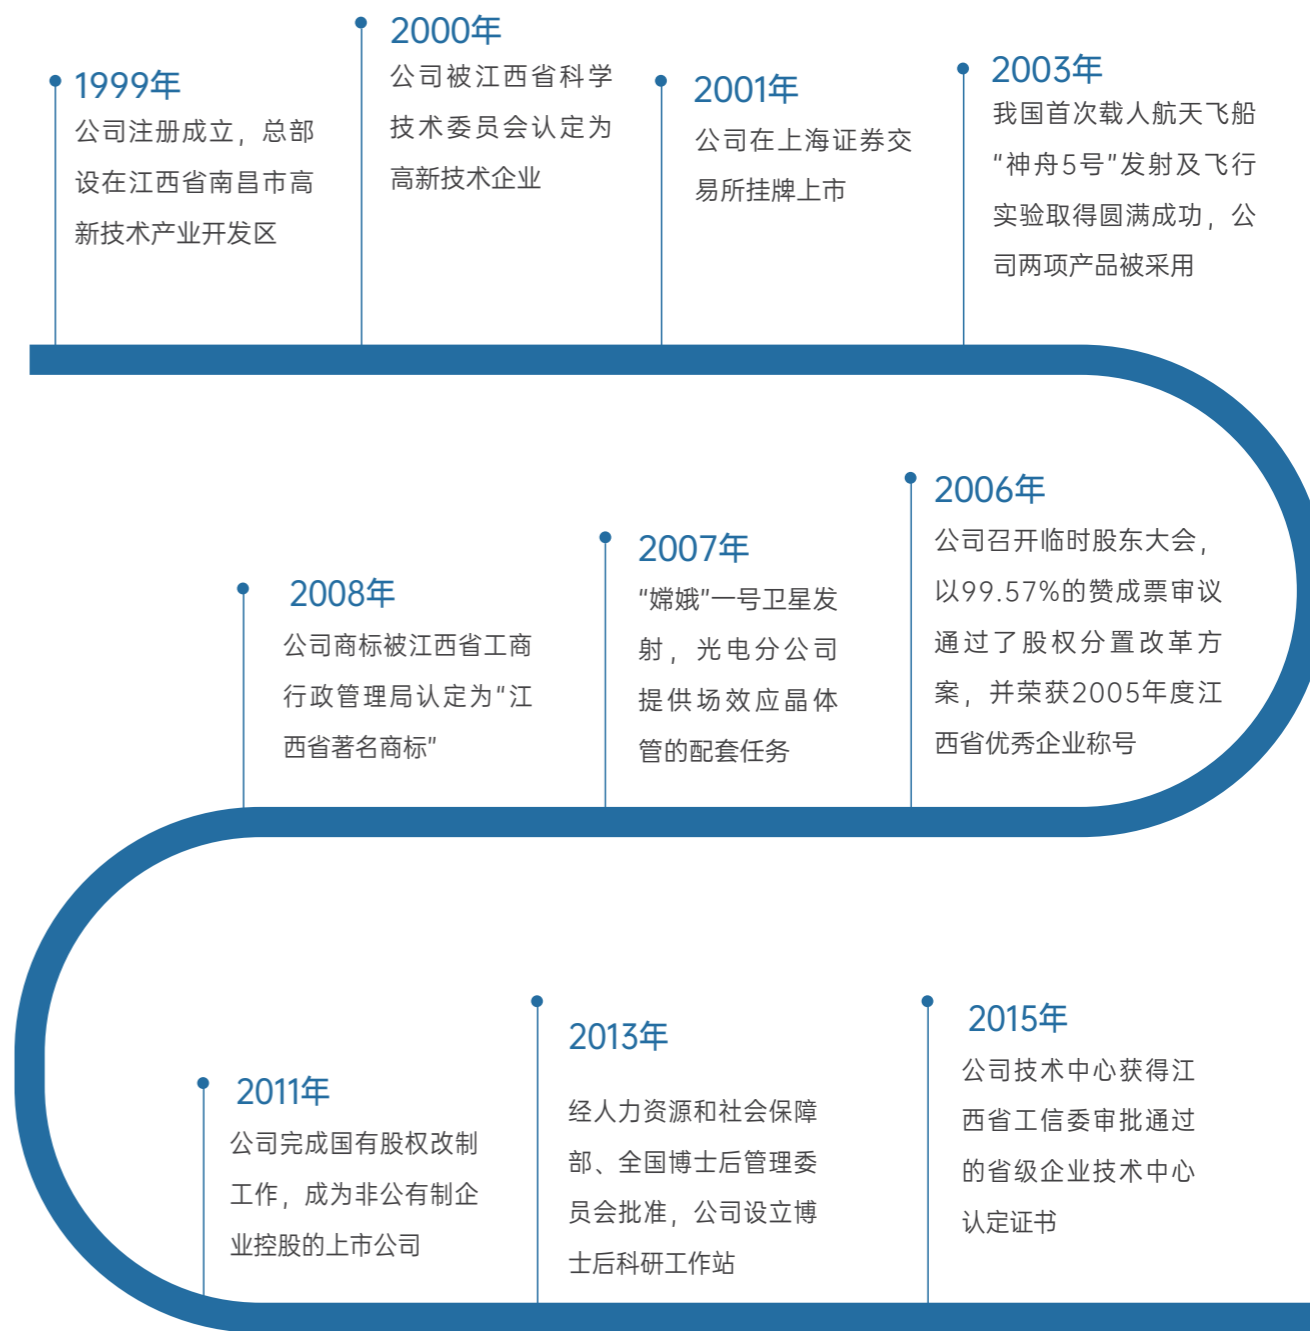 1999年
公司注册成立，总部
设在江西省南昌市高
新技术产业开发区
2000年
公司被江西省科学
技术委员会认定为
高新技术企业
2001年
公司在上海证券交
易所挂牌上市
2003年
我国首次载人航天飞船
“神舟5号”发射及飞行
实验取得圆满成功，公
司两项产品被采用
2006年
公司召开临时股东大会，
以99.57%的赞成票审议
通过了股权分置改革方
案，并荣获2005年度江
西省优秀企业称号
2007年
“嫦娥”一号卫星发
射，光电分公司
提供场效应晶体
管的配套任务
2008年
公司商标被江西省工商
行政管理局认定为“江
西省著名商标”
2011年
公司完成国有股权改制
工作，成为非公有制企
业控股的上市公司
2013年
经人力资源和社会保障
部、全国博士后管理委
员会批准，公司设立博
士后科研工作站
2015年
公司技术中心获得江
西省工信委审批通过
的省级企业技术中心
认定证书